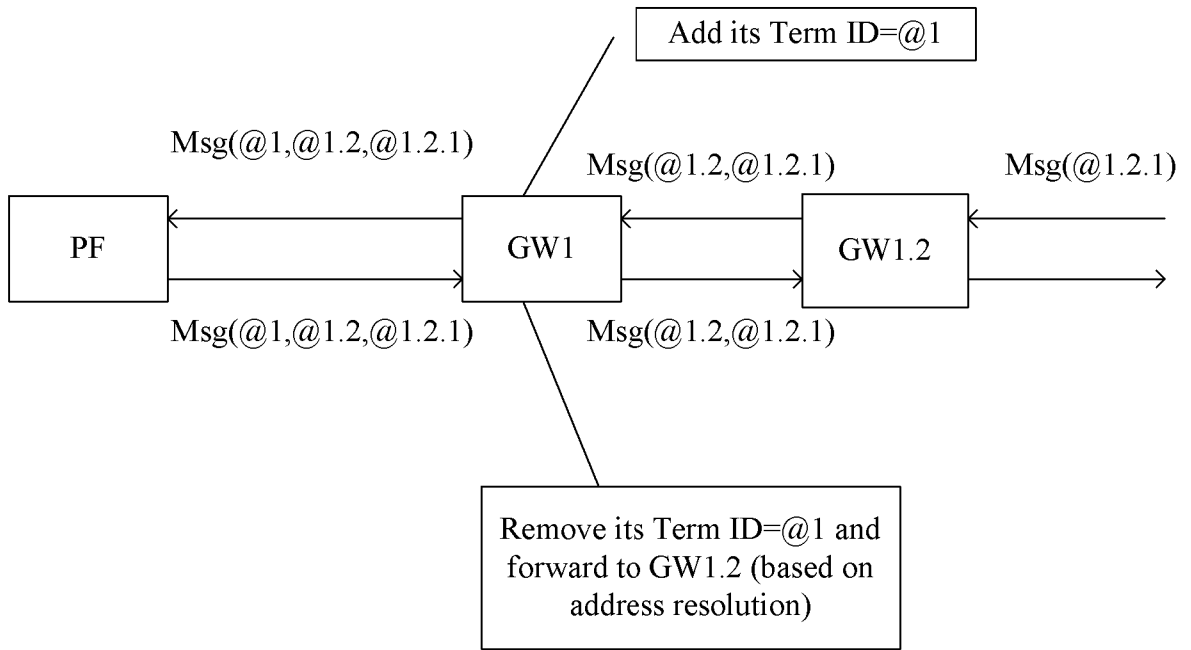 Add its Term ID=@1
Msg(@1,@1.2,@1.2.1)
Msg(@1.2,@1.2.1)
Msg(@1.2.1)
PF
GW1
GW1.2
Msg(@1,@1.2,@1.2.1)
Msg(@1.2,@1.2.1)
Remove its Term ID=@1 and
forward to GW1.2 (based on
address resolution)